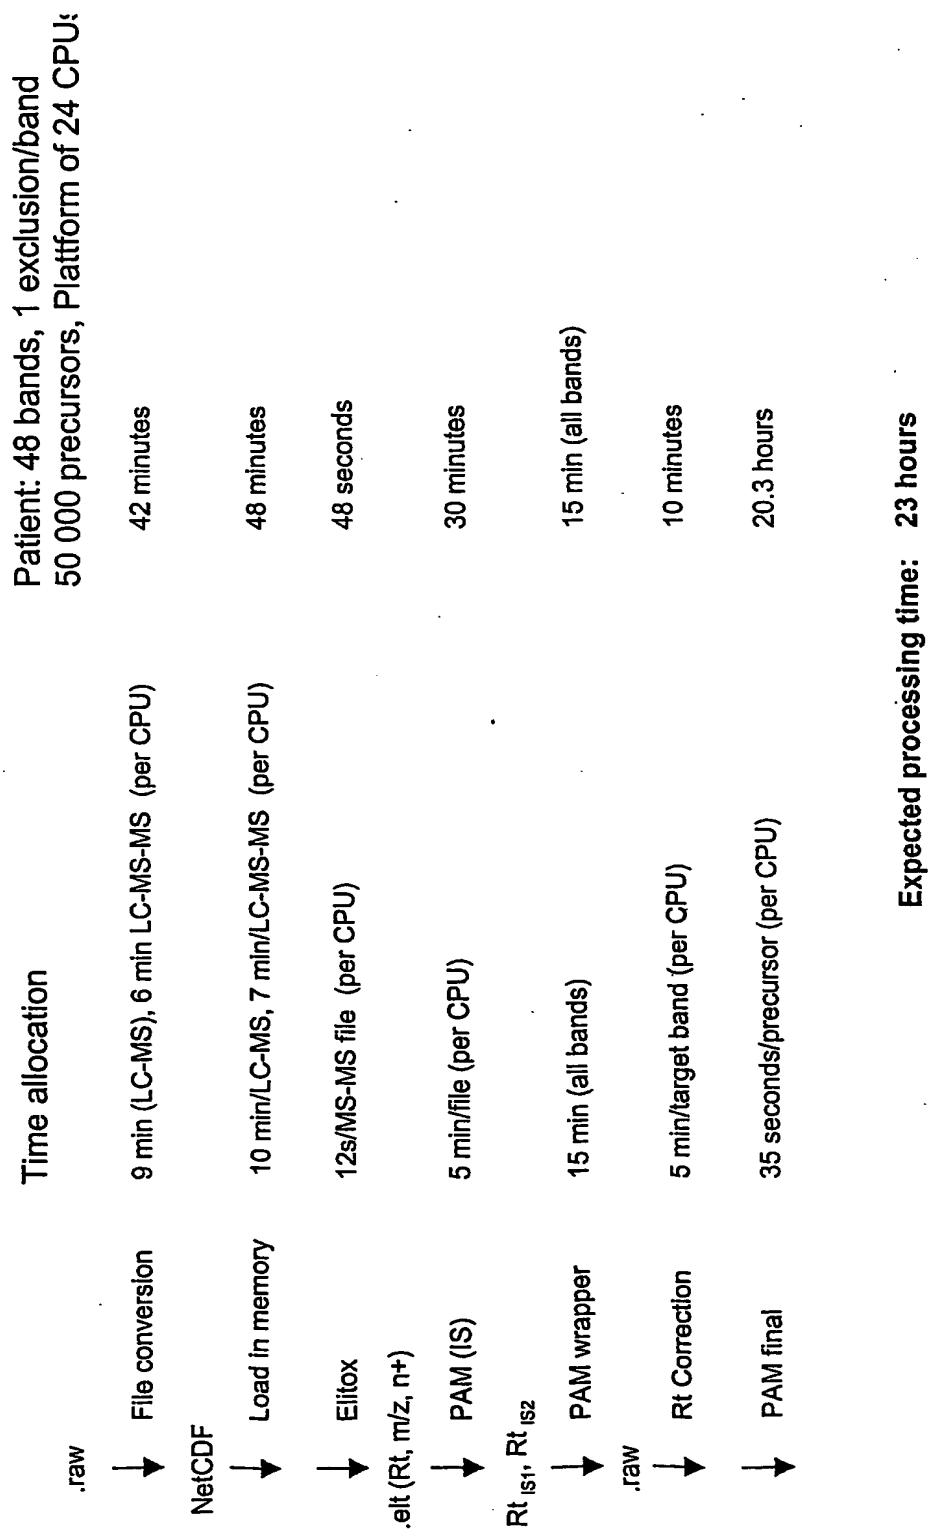 Time allocation
Patient: 48 bands, 1 exclusion/band
50 000 precursors, Plattform of 24 CPUs
.raw
File conversion
9 min (LC-MS), 6 min LC-MS-MS (per CPU)
42 minutes
NetCDF
Load in memory
10 min/LC-MS, 7 min/LC-MS-MS (per CPU)
48 minutes
Elitox
12s/MS-MS file (per CPU)
48 seconds
.elt (Rt, m/z, n+)
PAM (IS)
5 min/file (per CPU)
30 minutes
Rt IS1, Rt IS2
PAM wrapper
15 min (all bands)
15 min (all bands)
.raw
Rt Correction
5 min/target band (per CPU)
10 minutes
PAM final
35 seconds/precursor (per CPU)
20.3 hours
Expected processing time: 23 hours